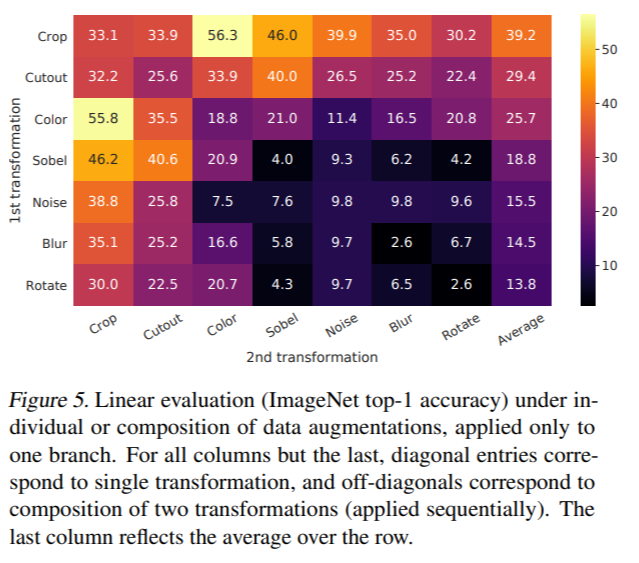 Crop 33.1 33.9 56.3 46.0 39.9 35.0 30.2 39.2
Cutout 32.2 25.6 33.9 40.0 26.5 25.2 22.4 29.4
Color 55.8 35.5 18.8 21.0 11.4 16.5 20.8 25.7
Sobel 46.2 40.6 20.9 4.0 9.3 6.2 4.2 18.8
Noise 38.8 25.8 7.5 7.6 9.8 9.8 9.6 15.5
Blur 35.1 25.2 16.6 5.8 9.7 2.6 6.7 14.5
Rotate 30.0 22.5 20.7 4.3 9.7 6.5 2.6 13.8
1st transformation
Crop Cutout Color Sobel Noise Blur Rotate Average
2nd transformation
50
40
30
20
10
Figure 5. Linear evaluation (ImageNet top-1 accuracy) under in-
dividual or composition of data augmentations, applied only to
one branch. For all columns but the last, diagonal entries corre-
spond to single transformation, and off-diagonals correspond to
composition of two transformations (applied sequentially). The
last column reflects the average over the row.